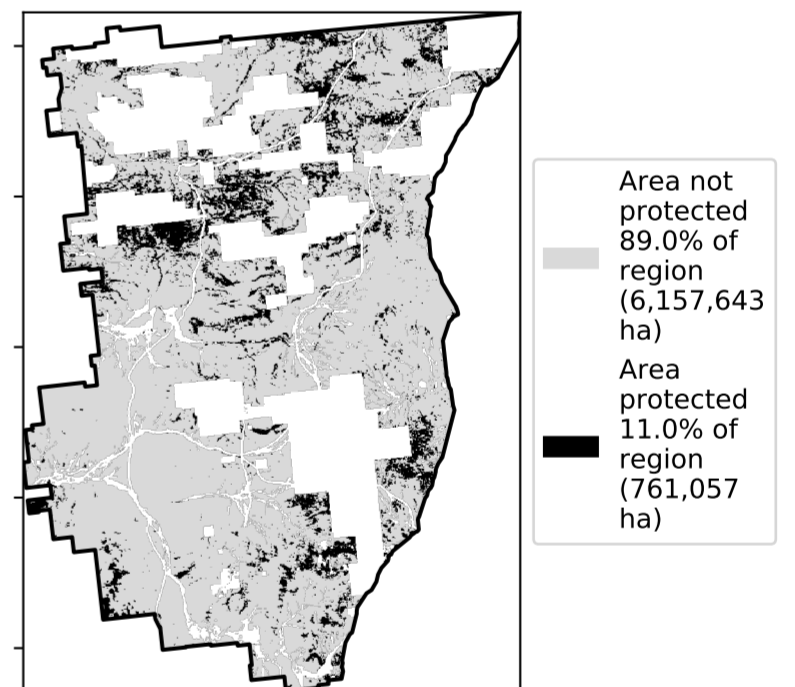 Area not
protected
89.0% of
region
(6,157,643
ha)
Area
protected
11.0% of
region
(761,057
ha)